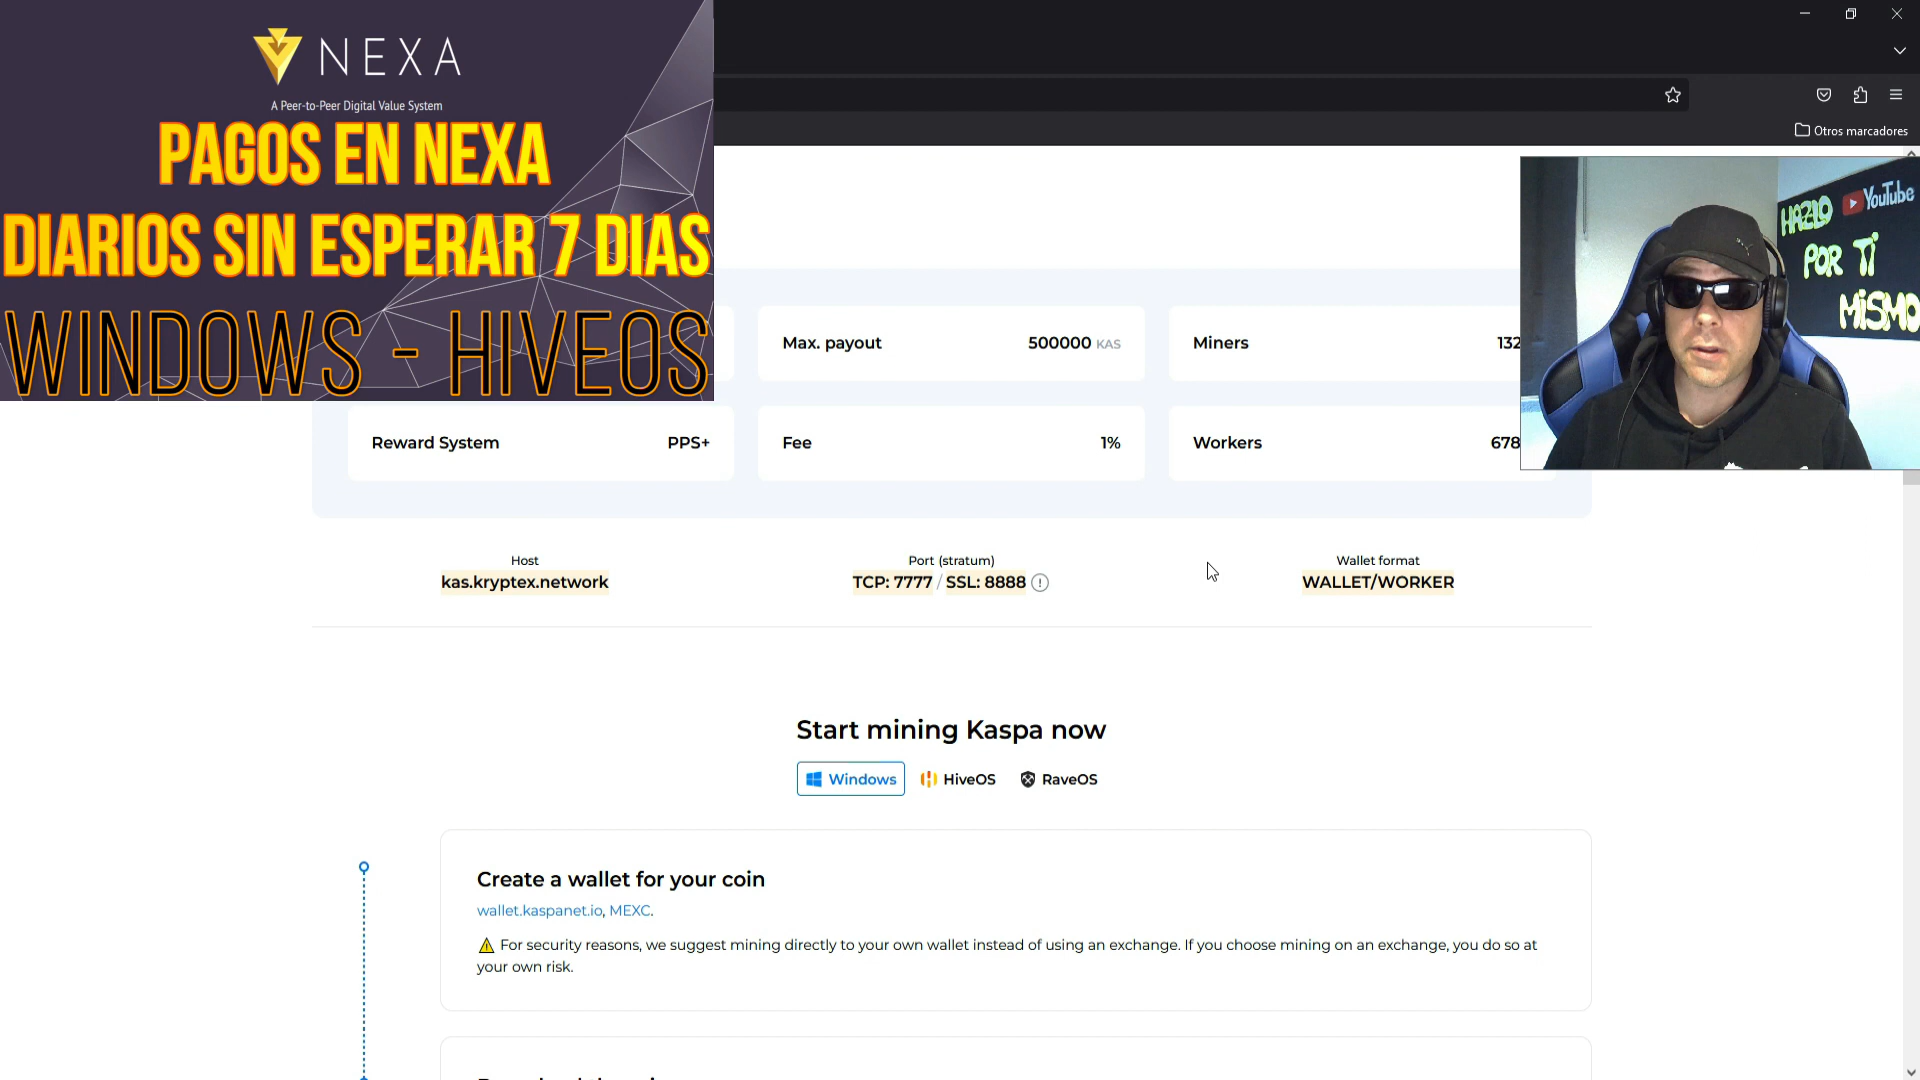 NEXA
A Peer-to-Peer Digital Value System
PAGOS EN NEXA
DIARIOS SIN ESPERAR 7 DIAS
WINDOWS - HIVEOS
Otros marcadores
HAZLO
YouTube
POR TI
MISMO
Max. payout
500000 KAS
Miners
132
Reward System
PPS+
Fee
1%
Workers
678
Host
kas.kryptex.network
Port (stratum)
TCP: 7777 / SSL: 8888
Wallet format
WALLET/WORKER
Start mining Kaspa now
Windows
HiveOS
RaveOS
Create a wallet for your coin
wallet.kaspanet.io, MEXC.
For security reasons, we suggest mining directly to your own wallet instead of using an exchange. If you choose mining on an exchange, you do so at
your own risk.